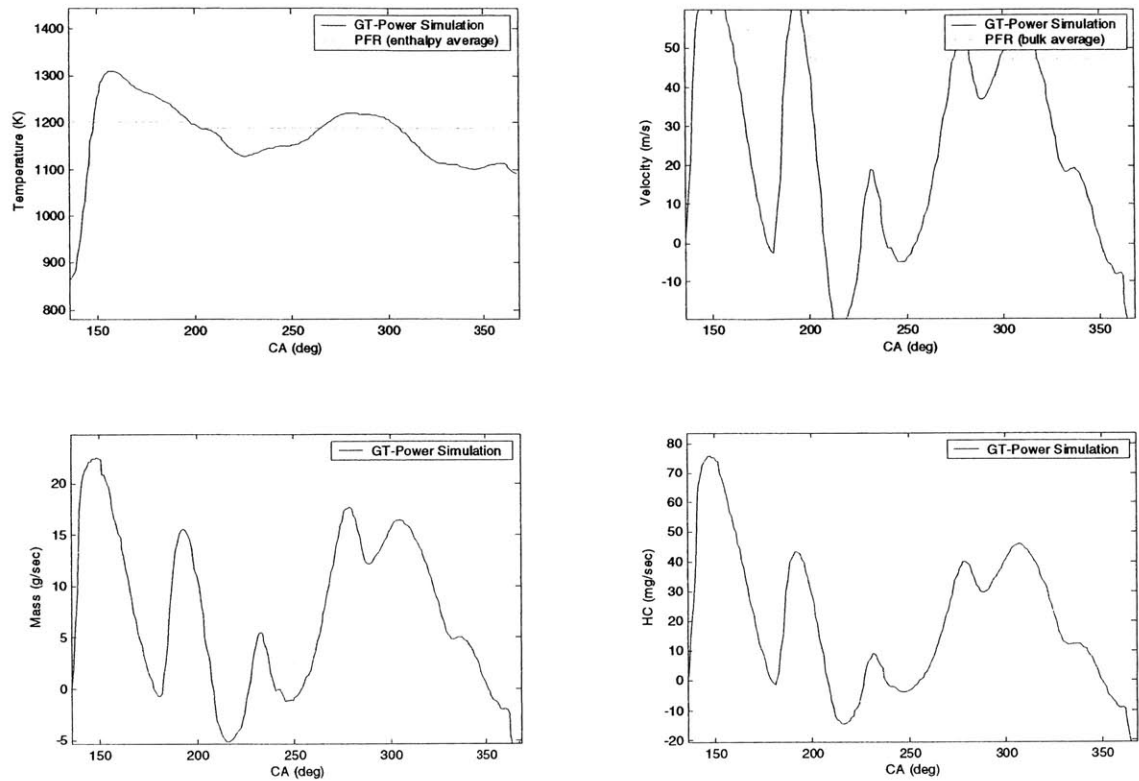 GT-Power Simulation
PFR (enthalpy average)
1400
1300
1200
1100
1000
900
800
Temperature (K)
150 200 250 300 350
CA (deg)
GT-Power Simulation
PFR (bulk average)
50
40
30
20
10
0
-10
Velocity (m/s)
150 200 250 300 350
CA (deg)
GT-Power Simulation
20
15
10
5
0
-5
Mass (g/sec)
150 200 250 300 350
CA (deg)
GT-Power Simulation
80
70
60
50
40
30
20
10
0
-10
-20
HC (mg/sec)
150 200 250 300 350
CA (deg)